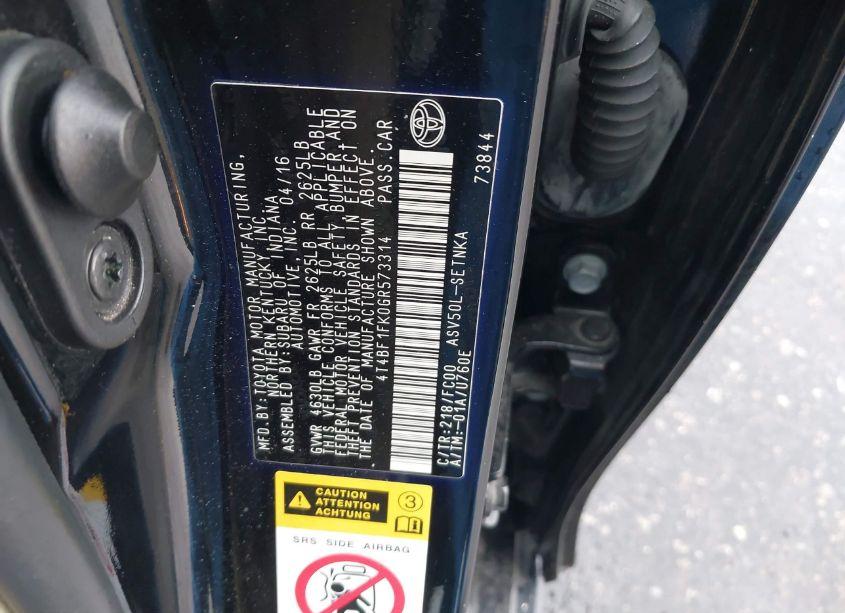 MFD.BY:TOYOTA MOTOR MANUFACTURING,
NORTHERN KENTUCKY, INC.
ASSEMBLED BY:SUBARU OF INDIANA
AUTOMOTIVE, INC. 04/16
GVWR 4630LB GAWR FR 2625LB RR 2625LB
THIS VEHICLE CONFORMS TO ALL APPLICABLE
FEDERAL MOTOR VEHICLE SAFETY, BUMPER AND
THEFT PREVENTION STANDARDS IN EFFECT ON
THE DATE OF MANUFACTURE SHOWN ABOVE.
4T4BF1FK0GR573314 PASS.CAR
C/TR:218/FC00 ASV50L-SETNKA
A/TM:-01A/U760E 73844
CAUTION
ATTENTION
ACHTUNG
3
SRS SIDE AIRBAG